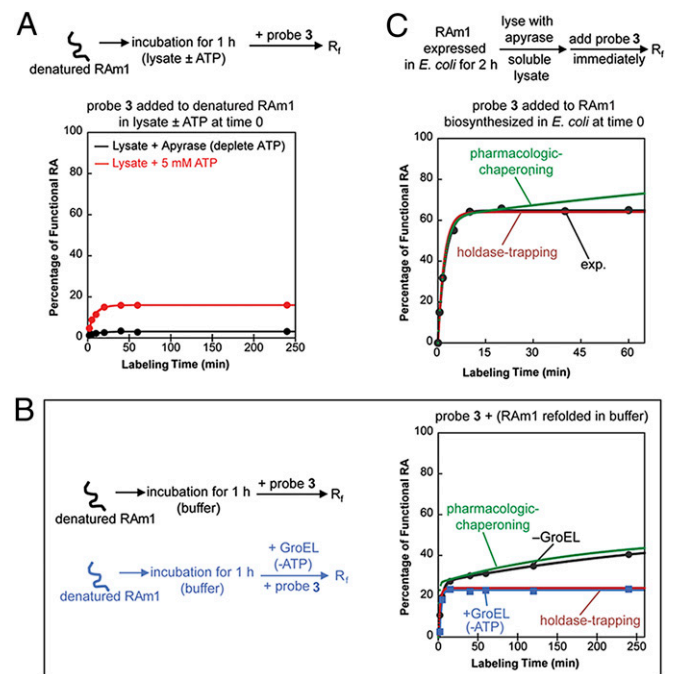 A
denatured RAm1
incubation for 1 h
(lysate ± ATP)
+ probe 3
Rf
probe 3 added to denatured RAm1
in lysate ± ATP at time 0
Percentage of Functional RA
100
80
60
40
20
0
Lysate + Apyrase (deplete ATP)
Lysate + 5 mM ATP
0 50 100 150 200 250
Labeling Time (min)
C
RAm1
expressed
in E. coli for 2 h
lyse with
apyrase
soluble
lysate
add probe 3
immediately
Rf
probe 3 added to RAm1
biosynthesized in E. coli at time 0
Percentage of Functional RA
100
80
60
40
20
0
pharmacologic-
chaperoning
holdase-trapping
exp.
0 15 30 45 60
Labeling Time (min)
B
denatured RAm1
incubation for 1 h
(buffer)
+ probe 3
Rf
denatured RAm1
incubation for 1 h
(buffer)
+ GroEL
(-ATP)
+ probe 3
Rf
probe 3 + (RAm1 refolded in buffer)
Percentage of Functional RA
100
80
60
40
20
0
pharmacologic-
chaperoning
–GroEL
+GroEL
(-ATP)
holdase-trapping
0 50 100 150 200 250
Labeling Time (min)